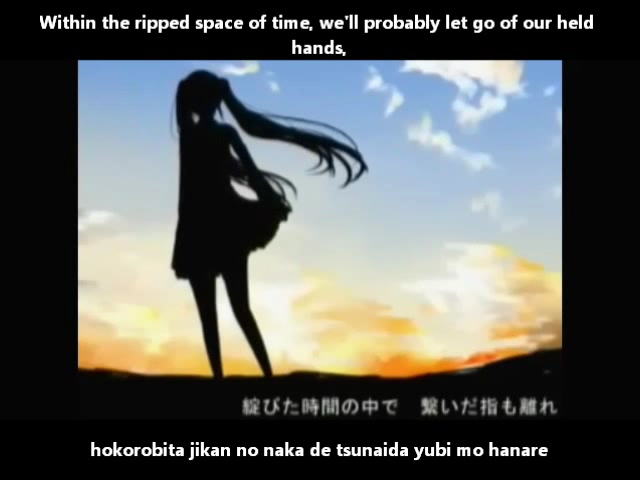 Within the ripped space of time, we'll probably let go of our held
hands,
綻びた時間の中で　繋いだ指も離れ
hokorobita jikan no naka de tsunaida yubi mo hanare